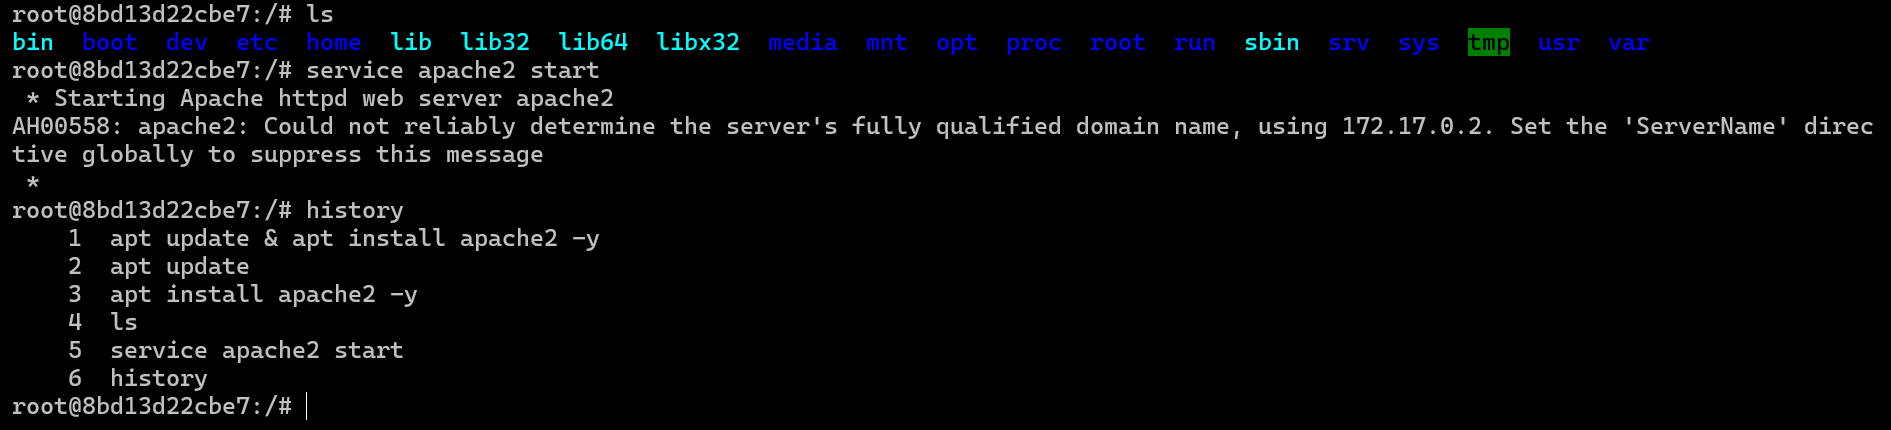 root@8bd13d22cbe7:/# ls
bin  boot  dev  etc  home  lib  lib32  lib64  libx32  media  mnt  opt  proc  root  run  sbin  srv  sys  tmp  usr  var
root@8bd13d22cbe7:/# service apache2 start
 * Starting Apache httpd web server apache2
AH00558: apache2: Could not reliably determine the server's fully qualified domain name, using 172.17.0.2. Set the 'ServerName' direc
tive globally to suppress this message
 *
root@8bd13d22cbe7:/# history
    1  apt update & apt install apache2 -y
    2  apt update
    3  apt install apache2 -y
    4  ls
    5  service apache2 start
    6  history
root@8bd13d22cbe7:/#